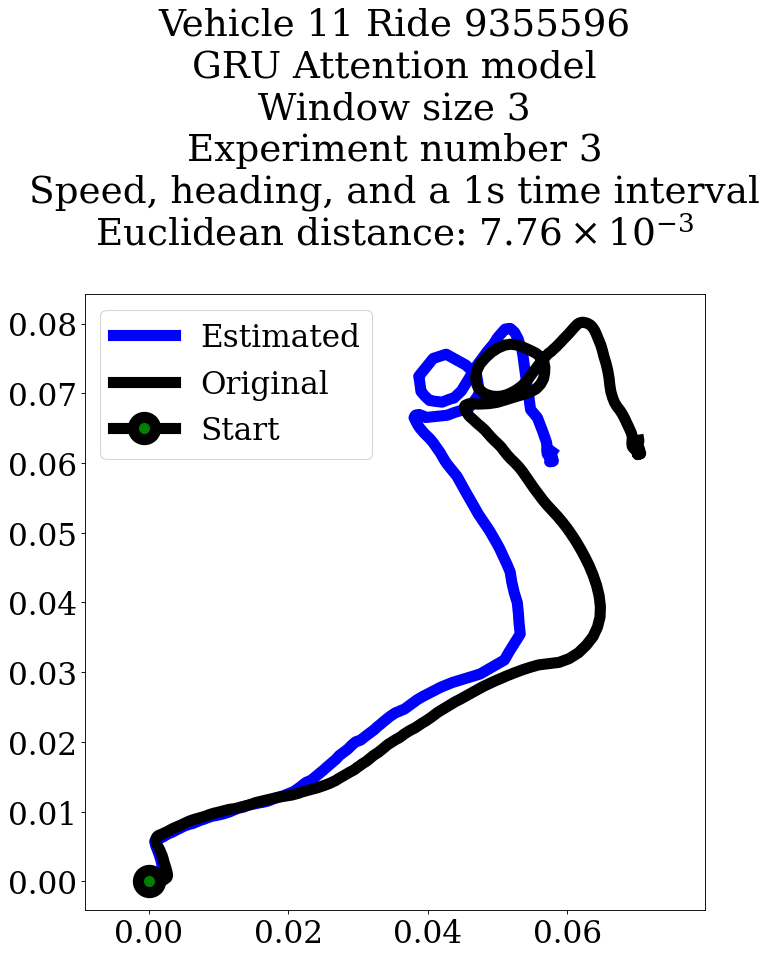 Vehicle 11 Ride 9355596
GRU Attention model
Window size 3
Experiment number 3
Speed, heading, and a 1s time interval
Euclidean distance: 7.76 × 10⁻³
Estimated
Original
Start
0.08
0.07
0.06
0.05
0.04
0.03
0.02
0.01
0.00
0.00 0.02 0.04 0.06